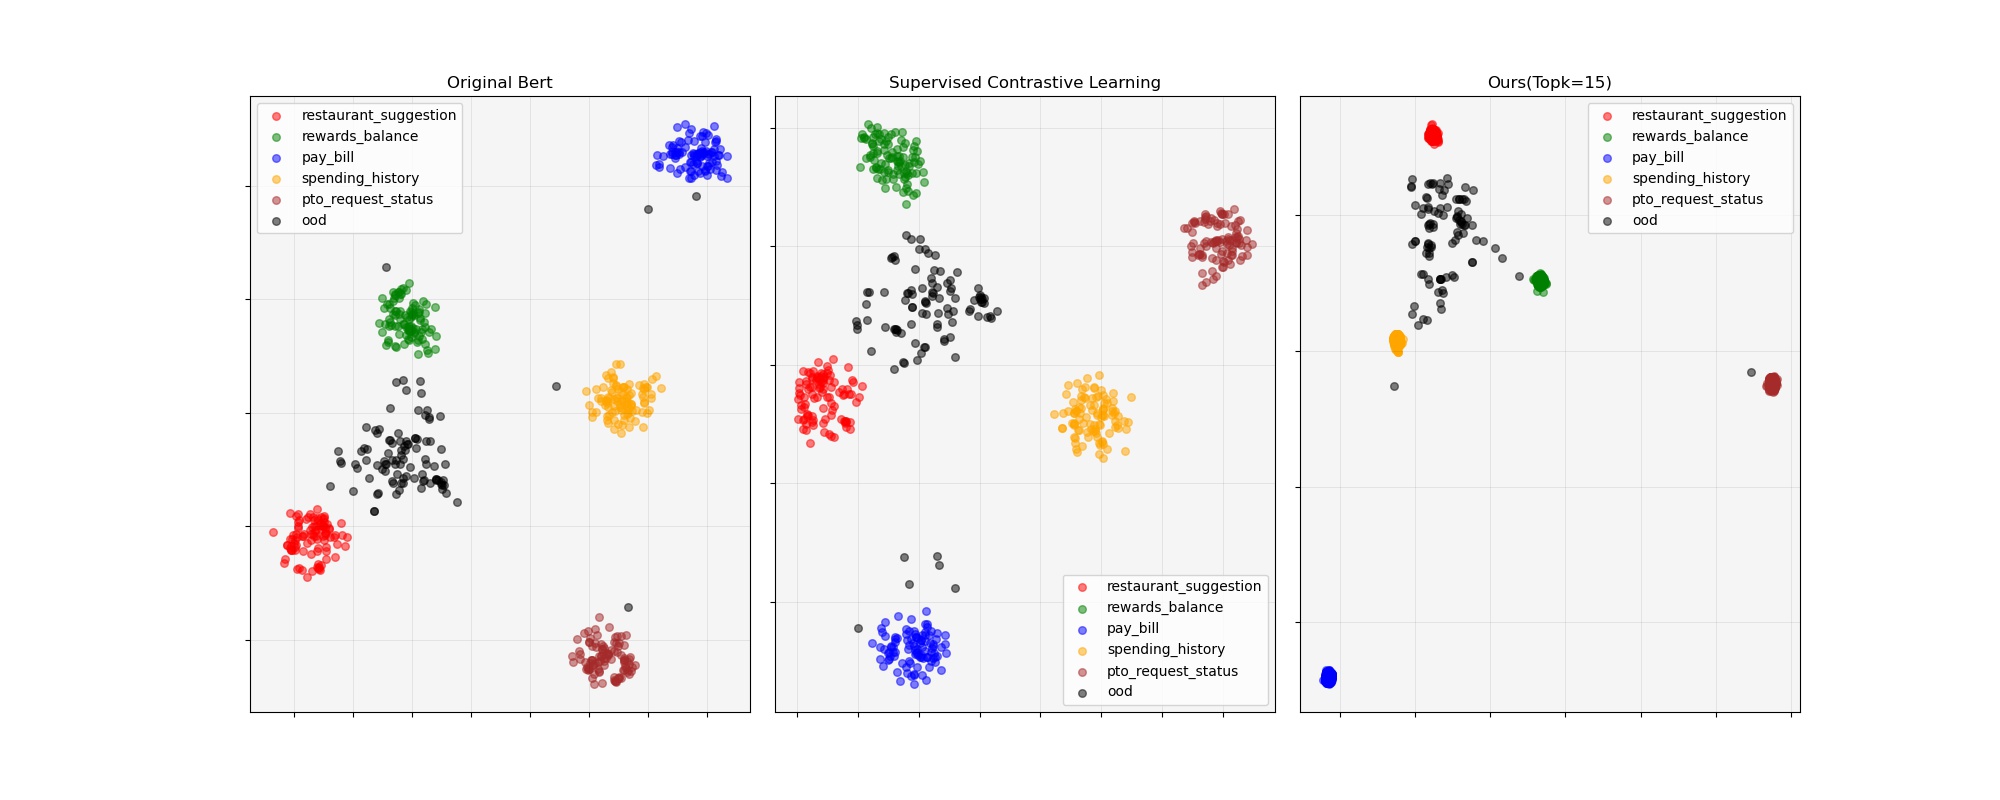 Original Bert
restaurant_suggestion
rewards_balance
pay_bill
spending_history
pto_request_status
ood
Supervised Contrastive Learning
restaurant_suggestion
rewards_balance
pay_bill
spending_history
pto_request_status
ood
Ours(Topk=15)
restaurant_suggestion
rewards_balance
pay_bill
spending_history
pto_request_status
ood